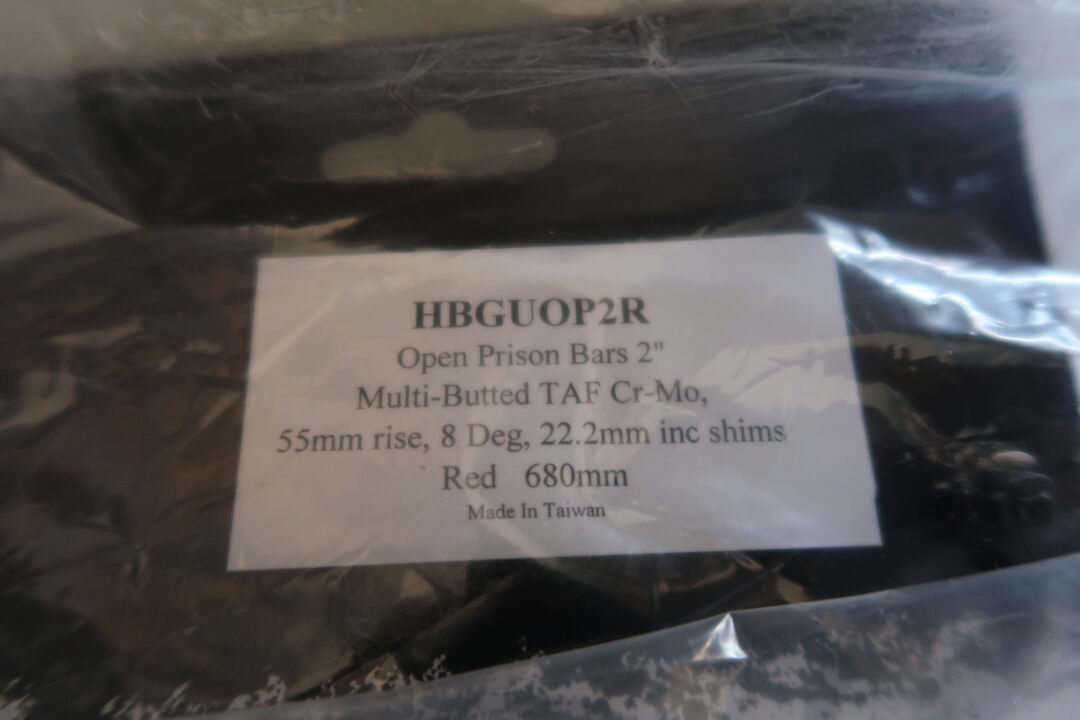 HBGUOP2R
Open Prison Bars 2"
Multi-Butted TAF Cr-Mo,
55mm rise, 8 Deg, 22.2mm inc shims
Red 680mm
Made In Taiwan